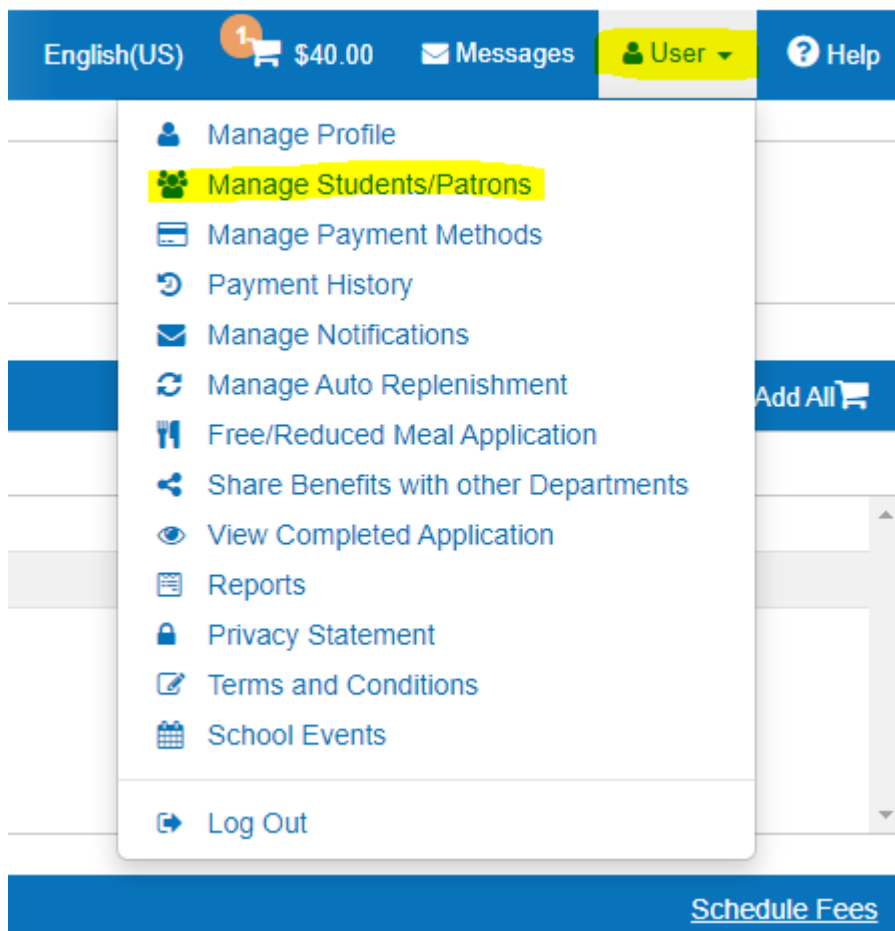 English(US) 1 $40.00 Messages User Help
Manage Profile
Manage Students/Patrons
Manage Payment Methods
Payment History
Manage Notifications
Manage Auto Replenishment
Add All
Free/Reduced Meal Application
Share Benefits with other Departments
View Completed Application
Reports
Privacy Statement
Terms and Conditions
School Events
Log Out
Schedule Fees